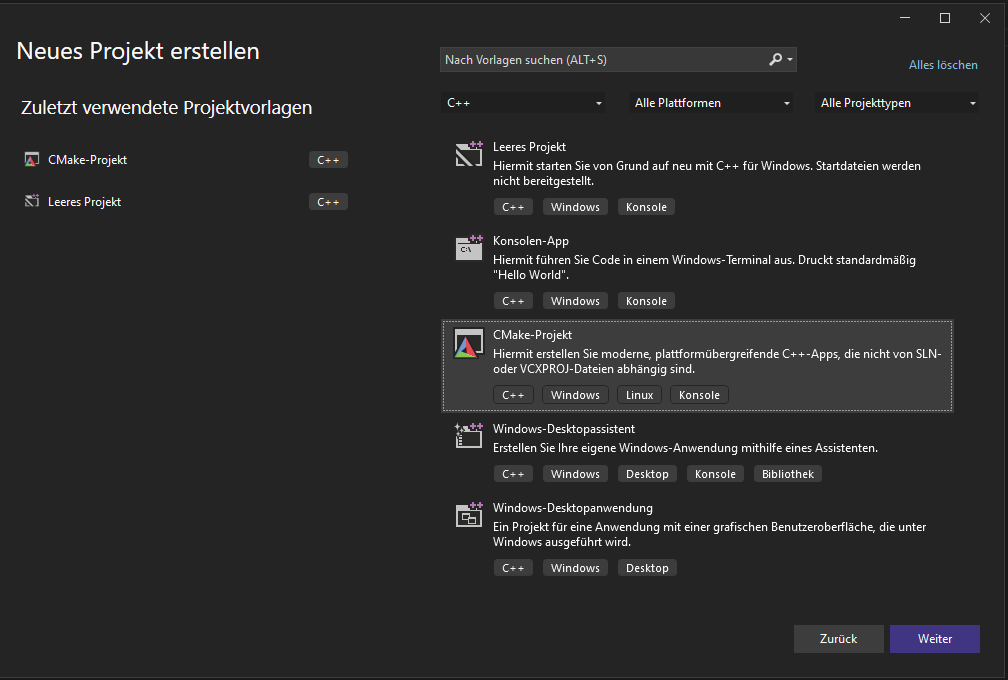 Neues Projekt erstellen
Nach Vorlagen suchen (ALT+S)
Alles löschen
Zuletzt verwendete Projektvorlagen
CMake-Projekt
C++
Leeres Projekt
C++
C++
Alle Plattformen
Alle Projekttypen
Leeres Projekt
Hiermit starten Sie von Grund auf neu mit C++ für Windows. Startdateien werden
nicht bereitgestellt.
C++ Windows Konsole
C:\
Konsolen-App
Hiermit führen Sie Code in einem Windows-Terminal aus. Druckt standardmäßig
"Hello World".
C++ Windows Konsole
CMake-Projekt
Hiermit erstellen Sie moderne, plattformübergreifende C++-Apps, die nicht von SLN-
oder VCXPROJ-Dateien abhängig sind.
C++ Windows Linux Konsole
Windows-Desktopassistent
Erstellen Sie Ihre eigene Windows-Anwendung mithilfe eines Assistenten.
C++ Windows Desktop Konsole Bibliothek
Windows-Desktopanwendung
Ein Projekt für eine Anwendung mit einer grafischen Benutzeroberfläche, die unter
Windows ausgeführt wird.
C++ Windows Desktop
Zurück
Weiter